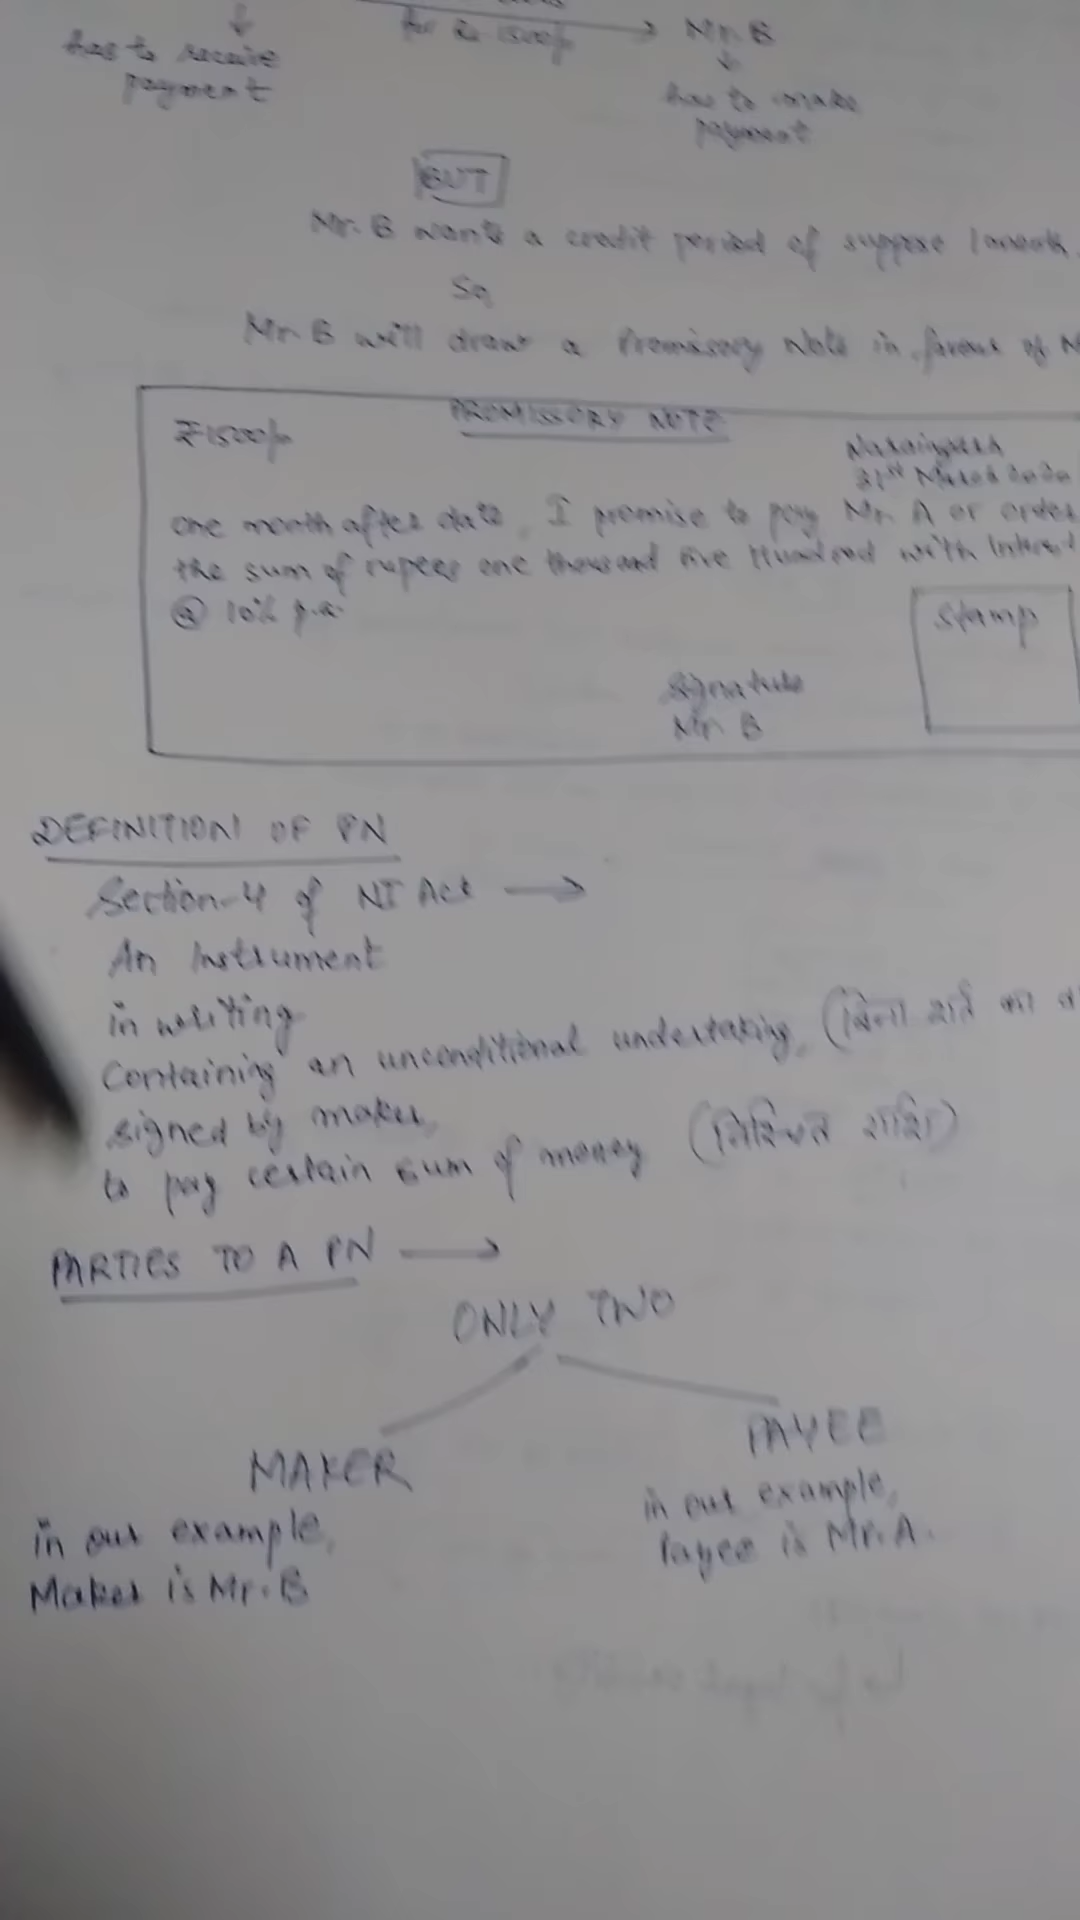 for Rs 1500/- → Mr. B
has to receive
payment
has to make
payment
BUT
Mr. B wants a credit period of suppose 1 month.
So,
Mr. B will draw a Promissory Note in favour of
PROMISSORY NOTE
₹1500/-
31st March 2020
one month after date, I promise to pay Mr. A or order
the sum of rupees one thousand five Hundred with Interest
@ 10% p.a.
Stamp
Signature
Mr. B
DEFINITION OF PN
Section-4 of NI Act →
An Instrument
in writing
Containing an unconditional undertaking, (बिना शर्त का
signed by maker,
to pay certain sum of money (निश्चित राशि)
PARTIES TO A PN →
ONLY TWO
MAKER
PAYEE
in our example,
Maker is Mr. B
in our example,
Payee is Mr. A.